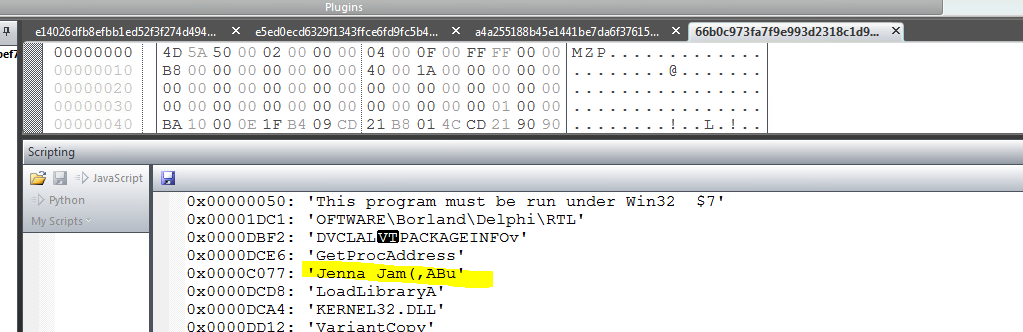 Plugins
e14026dfb8efbb1ed52f3f274d494... x e5ed0ecd6329f1343ffce6fd9fc5b4... x a4a255188b45e1441be7da6f37615... x 66b0c973fa7f9e993d2318c1d9... x
bef7
00000000 4D 5A 50 00 02 00 00 00 04 00 0F 00 FF FF 00 00 MZP.............
00000010 B8 00 00 00 00 00 00 00 40 00 1A 00 00 00 00 00 ........@.......
00000020 00 00 00 00 00 00 00 00 00 00 00 00 00 00 00 00 ................
00000030 00 00 00 00 00 00 00 00 00 00 00 00 00 01 00 00 ................
00000040 BA 10 00 0E 1F B4 09 CD 21 B8 01 4C CD 21 90 90 ........!..L.!..
Scripting
JavaScript
Python
My Scripts
0x00000050: 'This program must be run under Win32  $7'
0x00001DC1: 'OFTWARE\Borland\Delphi\RTL'
0x0000DBF2: 'DVCLALVTPACKAGEINFOv'
0x0000DCE6: 'GetProcAddress'
0x0000C077: 'Jenna Jam(,ABu'
0x0000DCD8: 'LoadLibraryA'
0x0000DCA4: 'KERNEL32.DLL'
0x0000DD12: 'VariantCopy'